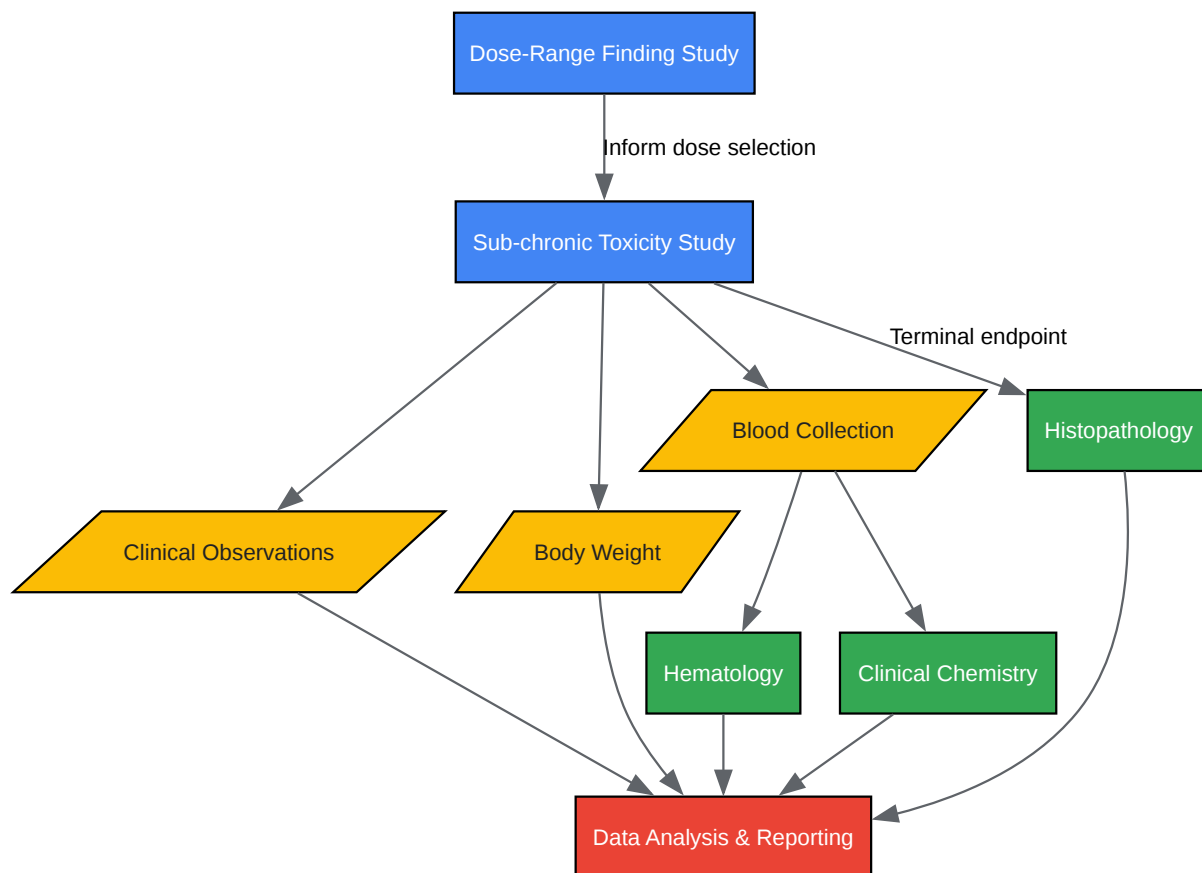 Dose-Range Finding Study
Inform dose selection
Sub-chronic Toxicity Study
Terminal endpoint
Blood Collection
Histopathology
Clinical Observations
Body Weight
Hematology
Clinical Chemistry
Data Analysis & Reporting